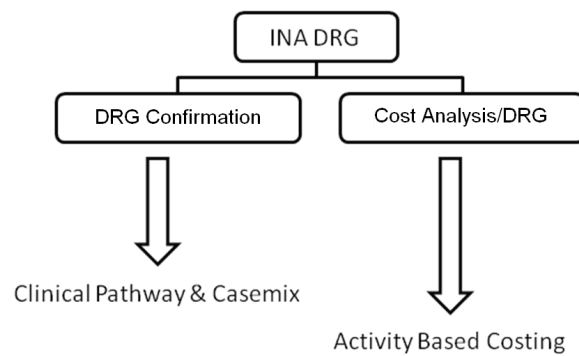 INA DRG
DRG Confirmation
Cost Analysis/DRG
Clinical Pathway & Casemix
Activity Based Costing